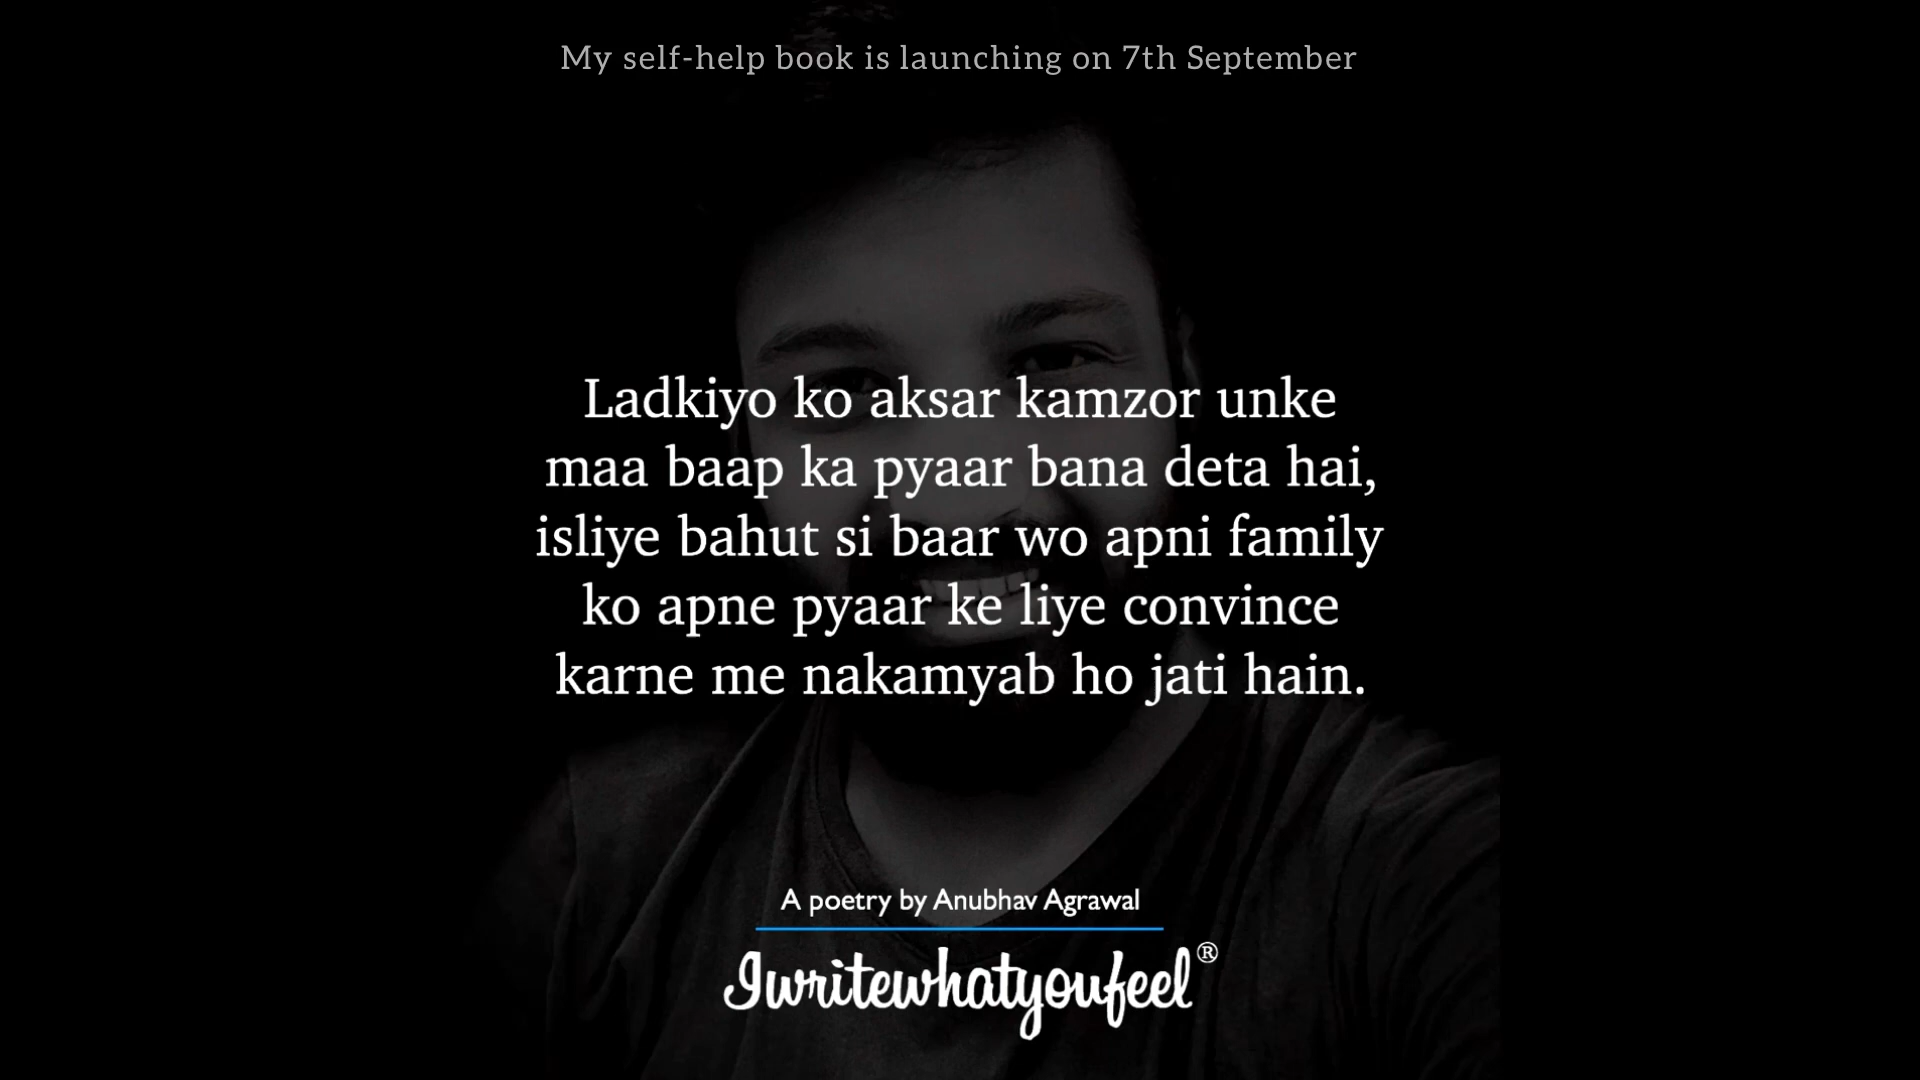 My self-help book is launching on 7th September
Ladkiyo ko aksar kamzor unke
maa baap ka pyaar bana deta hai,
isliye bahut si baar wo apni family
ko apne pyaar ke liye convince
karne me nakamyab ho jati hain.
A poetry by Anubhav Agrawal
Iwritewhatyoufeel®